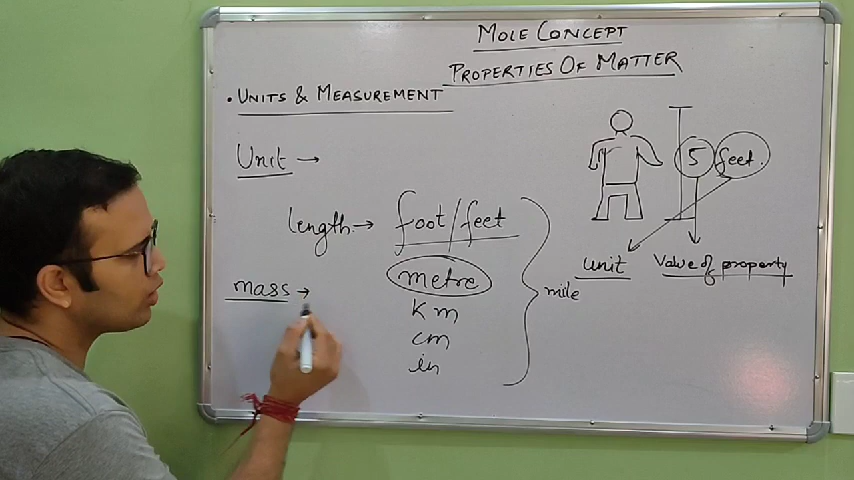 MOLE CONCEPT
PROPERTIES OF MATTER
• UNITS & MEASUREMENT
Unit →
5 feet.
length → foot/feet
unit
Value of property
mass →
metre
mile
km
cm
in